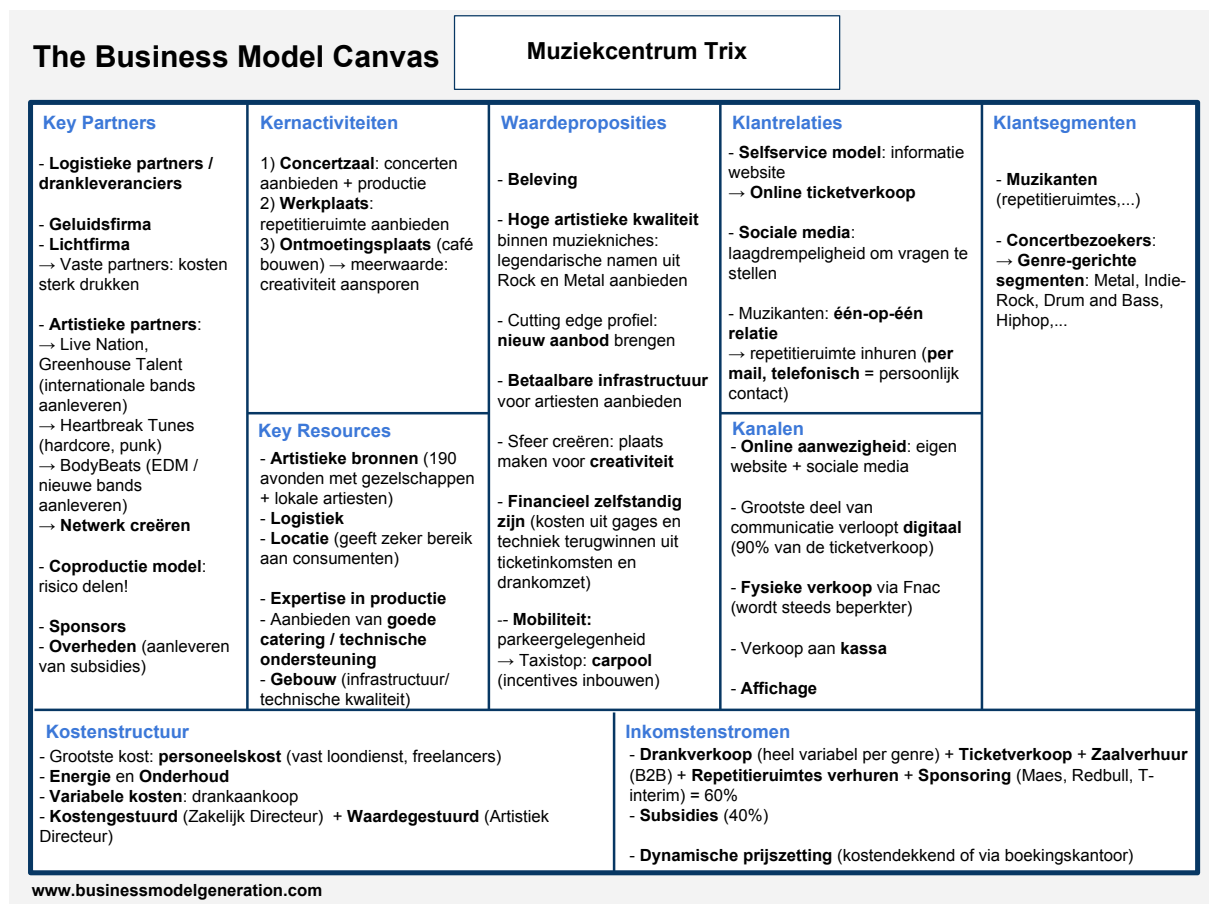 The Business Model Canvas
Muziekcentrum Trix
Key Partners
- Logistieke partners /
drankleveranciers
- Geluidsfirma
- Lichtfirma
→ Vaste partners: kosten
sterk drukken
- Artistieke partners:
→ Live Nation,
Greenhouse Talent
(internationale bands
aanleveren)
→ Heartbreak Tunes
(hardcore, punk)
→ BodyBeats (EDM /
nieuwe bands
aanleveren)
→ Netwerk creëren
- Coproductie model:
risico delen!
- Sponsors
- Overheden (aanleveren
van subsidies)
Kernactiviteiten
1) Concertzaal: concerten
aanbieden + productie
2) Werkplaats:
repetitieruimte aanbieden
3) Ontmoetingsplaats (café
bouwen) → meerwaarde:
creativiteit aansporen
Key Resources
- Artistieke bronnen (190
avonden met gezelschappen
+ lokale artiesten)
- Logistiek
- Locatie (geeft zeker bereik
aan consumenten)
- Expertise in productie
- Aanbieden van goede
catering / technische
ondersteuning
- Gebouw (infrastructuur/
technische kwaliteit)
Waardeproposities
- Beleving
- Hoge artistieke kwaliteit
binnen muziekniches:
legendarische namen uit
Rock en Metal aanbieden
- Cutting edge profiel:
nieuw aanbod brengen
- Betaalbare infrastructuur
voor artiesten aanbieden
- Sfeer creëren: plaats
maken voor creativiteit
- Financieel zelfstandig
zijn (kosten uit gages en
techniek terugwinnen uit
ticketinkomsten en
drankomzet)
-- Mobiliteit:
parkeergelegenheid
→ Taxistop: carpool
(incentives inbouwen)
Klantrelaties
- Selfservice model: informatie
website
→ Online ticketverkoop
- Sociale media:
laagdrempeligheid om vragen te
stellen
- Muzikanten: één-op-één
relatie
→ repetitieruimte inhuren (per
mail, telefonisch = persoonlijk
contact)
Kanalen
- Online aanwezigheid: eigen
website + sociale media
- Grootste deel van
communicatie verloopt digitaal
(90% van de ticketverkoop)
- Fysieke verkoop via Fnac
(wordt steeds beperkter)
- Verkoop aan kassa
- Affichage
Klantsegmenten
- Muzikanten
(repetitieruimtes,...)
- Concertbezoekers:
→ Genre-gerichte
segmenten: Metal, Indie-
Rock, Drum and Bass,
Hiphop,...
Kostenstructuur
- Grootste kost: personeelskost (vast loondienst, freelancers)
- Energie en Onderhoud
- Variabele kosten: drankaankoop
- Kostengestuurd (Zakelijk Directeur) + Waardegestuurd (Artistiek
Directeur)
Inkomstenstromen
- Drankverkoop (heel variabel per genre) + Ticketverkoop + Zaalverhuur
(B2B) + Repetitieruimtes verhuren + Sponsoring (Maes, Redbull, T-
interim) = 60%
- Subsidies (40%)
- Dynamische prijszetting (kostendekkend of via boekingskantoor)
www.businessmodelgeneration.com